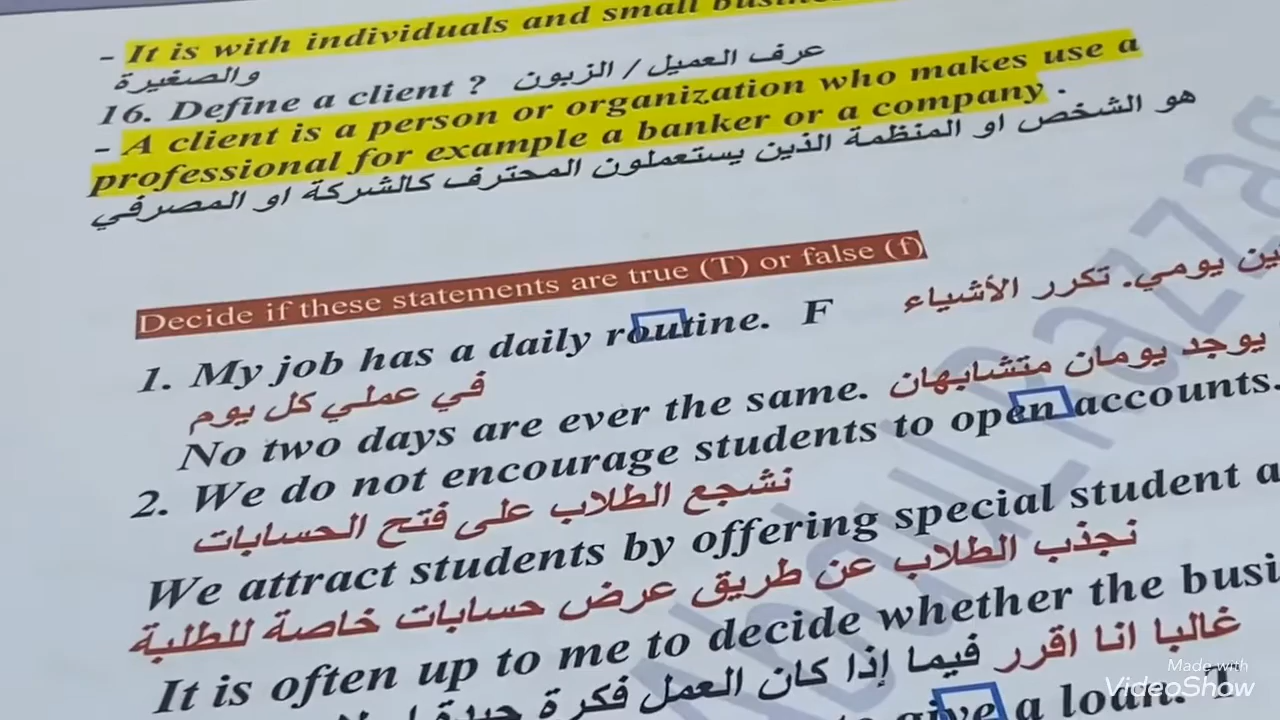 - It is with individuals and small
والصغيرة
16. Define a client ? عرف العميل / الزبون
- A client is a person or organization who makes use a
professional for example a banker or a company .
هو الشخص او المنظمة الذين يستعملون المحترف كالشركة او المصرفي
Decide if these statements are true (T) or false (f)
1. My job has a daily routine. F
يومي. تكرر الأشياء
في عملي كل يوم
No two days are ever the same. يوجد يومان متشابهان
2. We do not encourage students to open accounts.
نشجع الطلاب على فتح الحسابات
We attract students by offering special student
نجذب الطلاب عن طريق عرض حسابات خاصة للطلبة
It is often up to me to decide whether the
غالبا انا اقرر فيما إذا كان العمل فكرة
give a loan. T
Abdul Razzaq
Made with
VideoShow